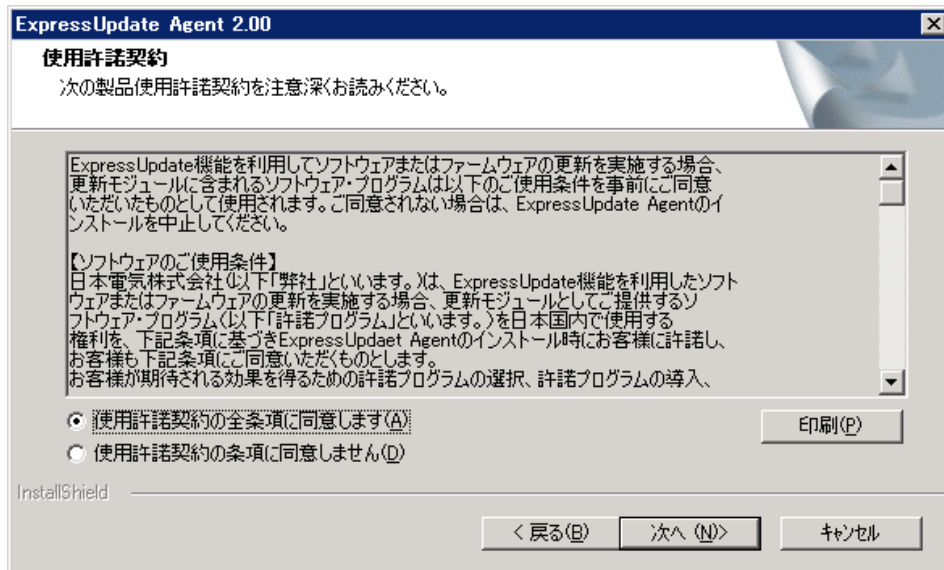 ExpressUpdate Agent 2.00
使用許諾契約
次の製品使用許諾契約を注意深くお読みください。
ExpressUpdate機能を利用してソフトウェアまたはファームウェアの更新を実施する場合、
更新モジュールに含まれるソフトウェア・プログラムは以下のご使用条件を事前にご同意
いただいたものとして使用されます。ご同意されない場合は、ExpressUpdate Agentのイ
ンストールを中止してください。
【ソフトウェアのご使用条件】
日本電気株式会社(以下「弊社」といいます。)は、ExpressUpdate機能を利用したソフト
ウェアまたはファームウェアの更新を実施する場合、更新モジュールとしてご提供するソ
フトウェア・プログラム(以下「許諾プログラム」といいます。)を日本国内で使用する
権利を、下記条項に基づきExpressUpdaet Agentのインストール時にお客様に許諾し、
お客様も下記条項にご同意いただくものとします。
お客様が期待される効果を得るための許諾プログラムの選択、許諾プログラムの導入、
使用許諾契約の全条項に同意します(A)
印刷(P)
使用許諾契約の条項に同意しません(D)
InstallShield
< 戻る(B)
次へ (N)>
キャンセル